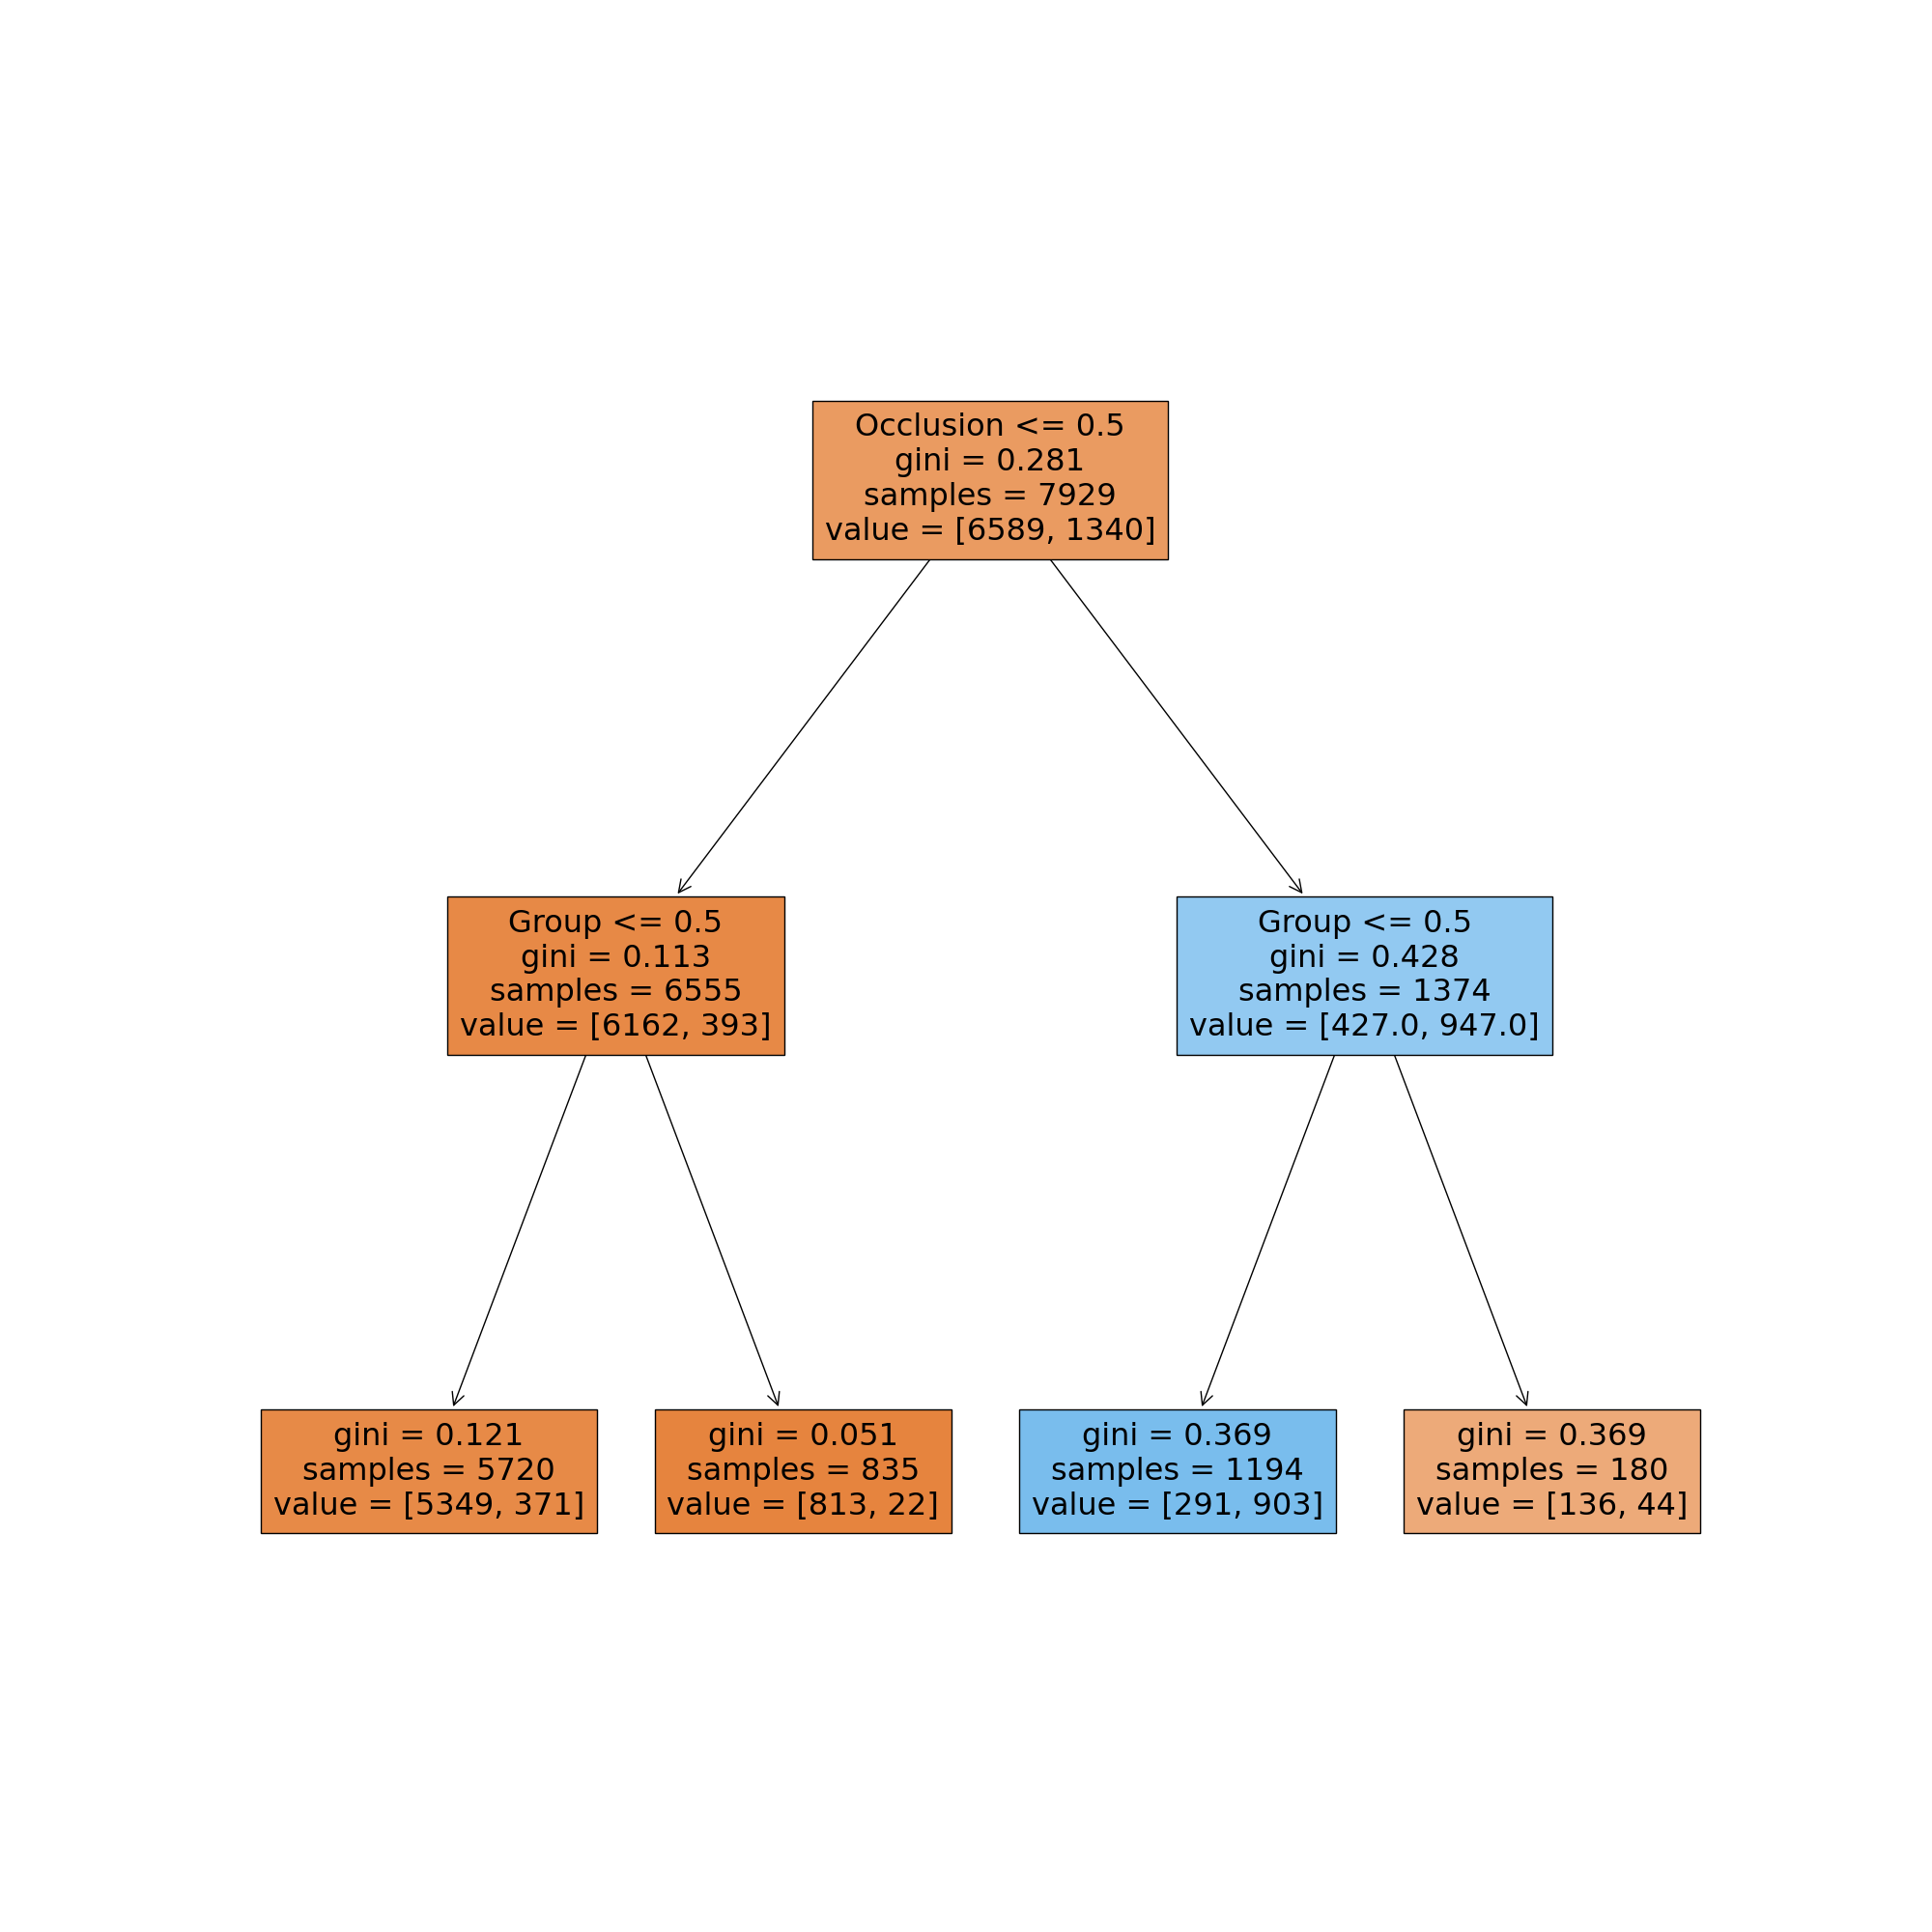 Occlusion <= 0.5
gini = 0.281
samples = 7929
value = [6589, 1340]
Group <= 0.5
gini = 0.113
samples = 6555
value = [6162, 393]
Group <= 0.5
gini = 0.428
samples = 1374
value = [427.0, 947.0]
gini = 0.121
samples = 5720
value = [5349, 371]
gini = 0.051
samples = 835
value = [813, 22]
gini = 0.369
samples = 1194
value = [291, 903]
gini = 0.369
samples = 180
value = [136, 44]